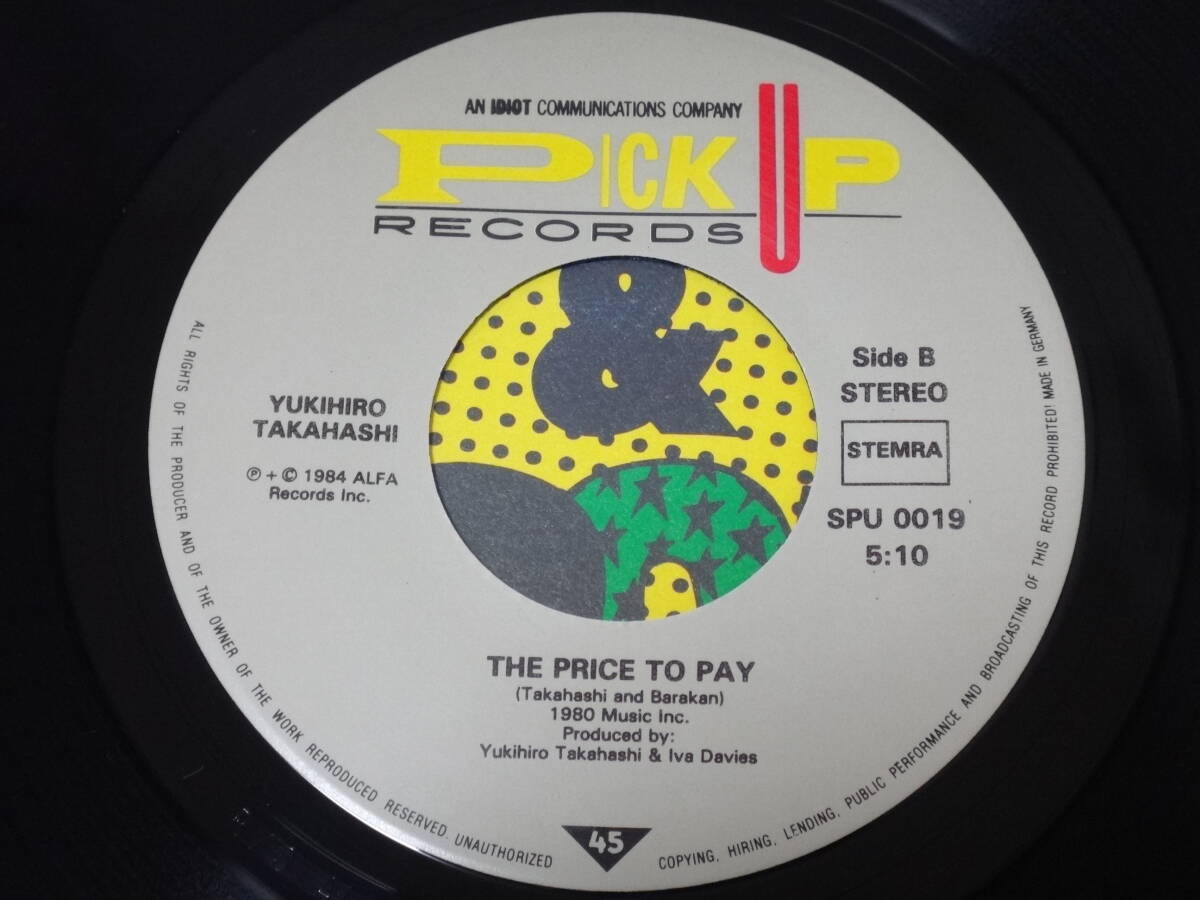 AN IDIOT COMMUNICATIONS COMPANY
PICK UP
RECORDS
&
YUKIHIRO
TAKAHASHI
℗ + © 1984 ALFA
Records Inc.
Side B
STEREO
STEMRA
SPU 0019
5:10
THE PRICE TO PAY
(Takahashi and Barakan)
1980 Music Inc.
Produced by:
Yukihiro Takahashi & Iva Davies
45
ALL RIGHTS OF THE PRODUCER AND OF THE OWNER OF THE WORK REPRODUCED RESERVED. UNAUTHORIZED COPYING, HIRING, LENDING, PUBLIC PERFORMANCE AND BROADCASTING OF THIS RECORD PROHIBITED! MADE IN GERMANY